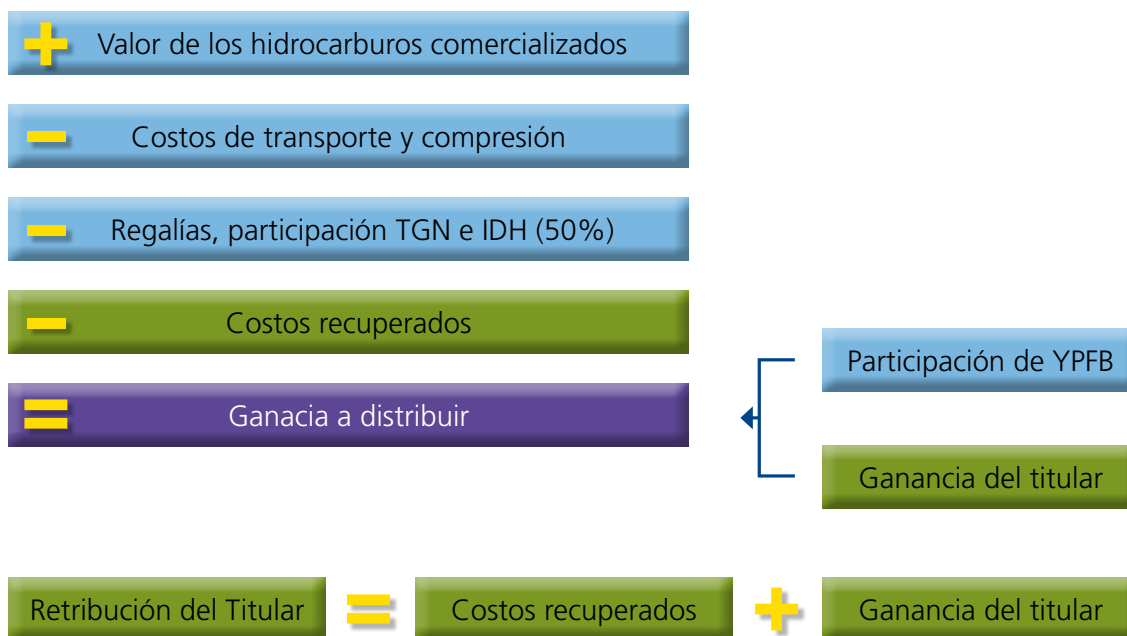 + Valor de los hidrocarburos comercializados
− Costos de transporte y compresión
− Regalías, participación TGN e IDH (50%)
− Costos recuperados
Participación de YPFB
= Ganacia a distribuir
Ganancia del titular
Retribución del Titular = Costos recuperados + Ganancia del titular